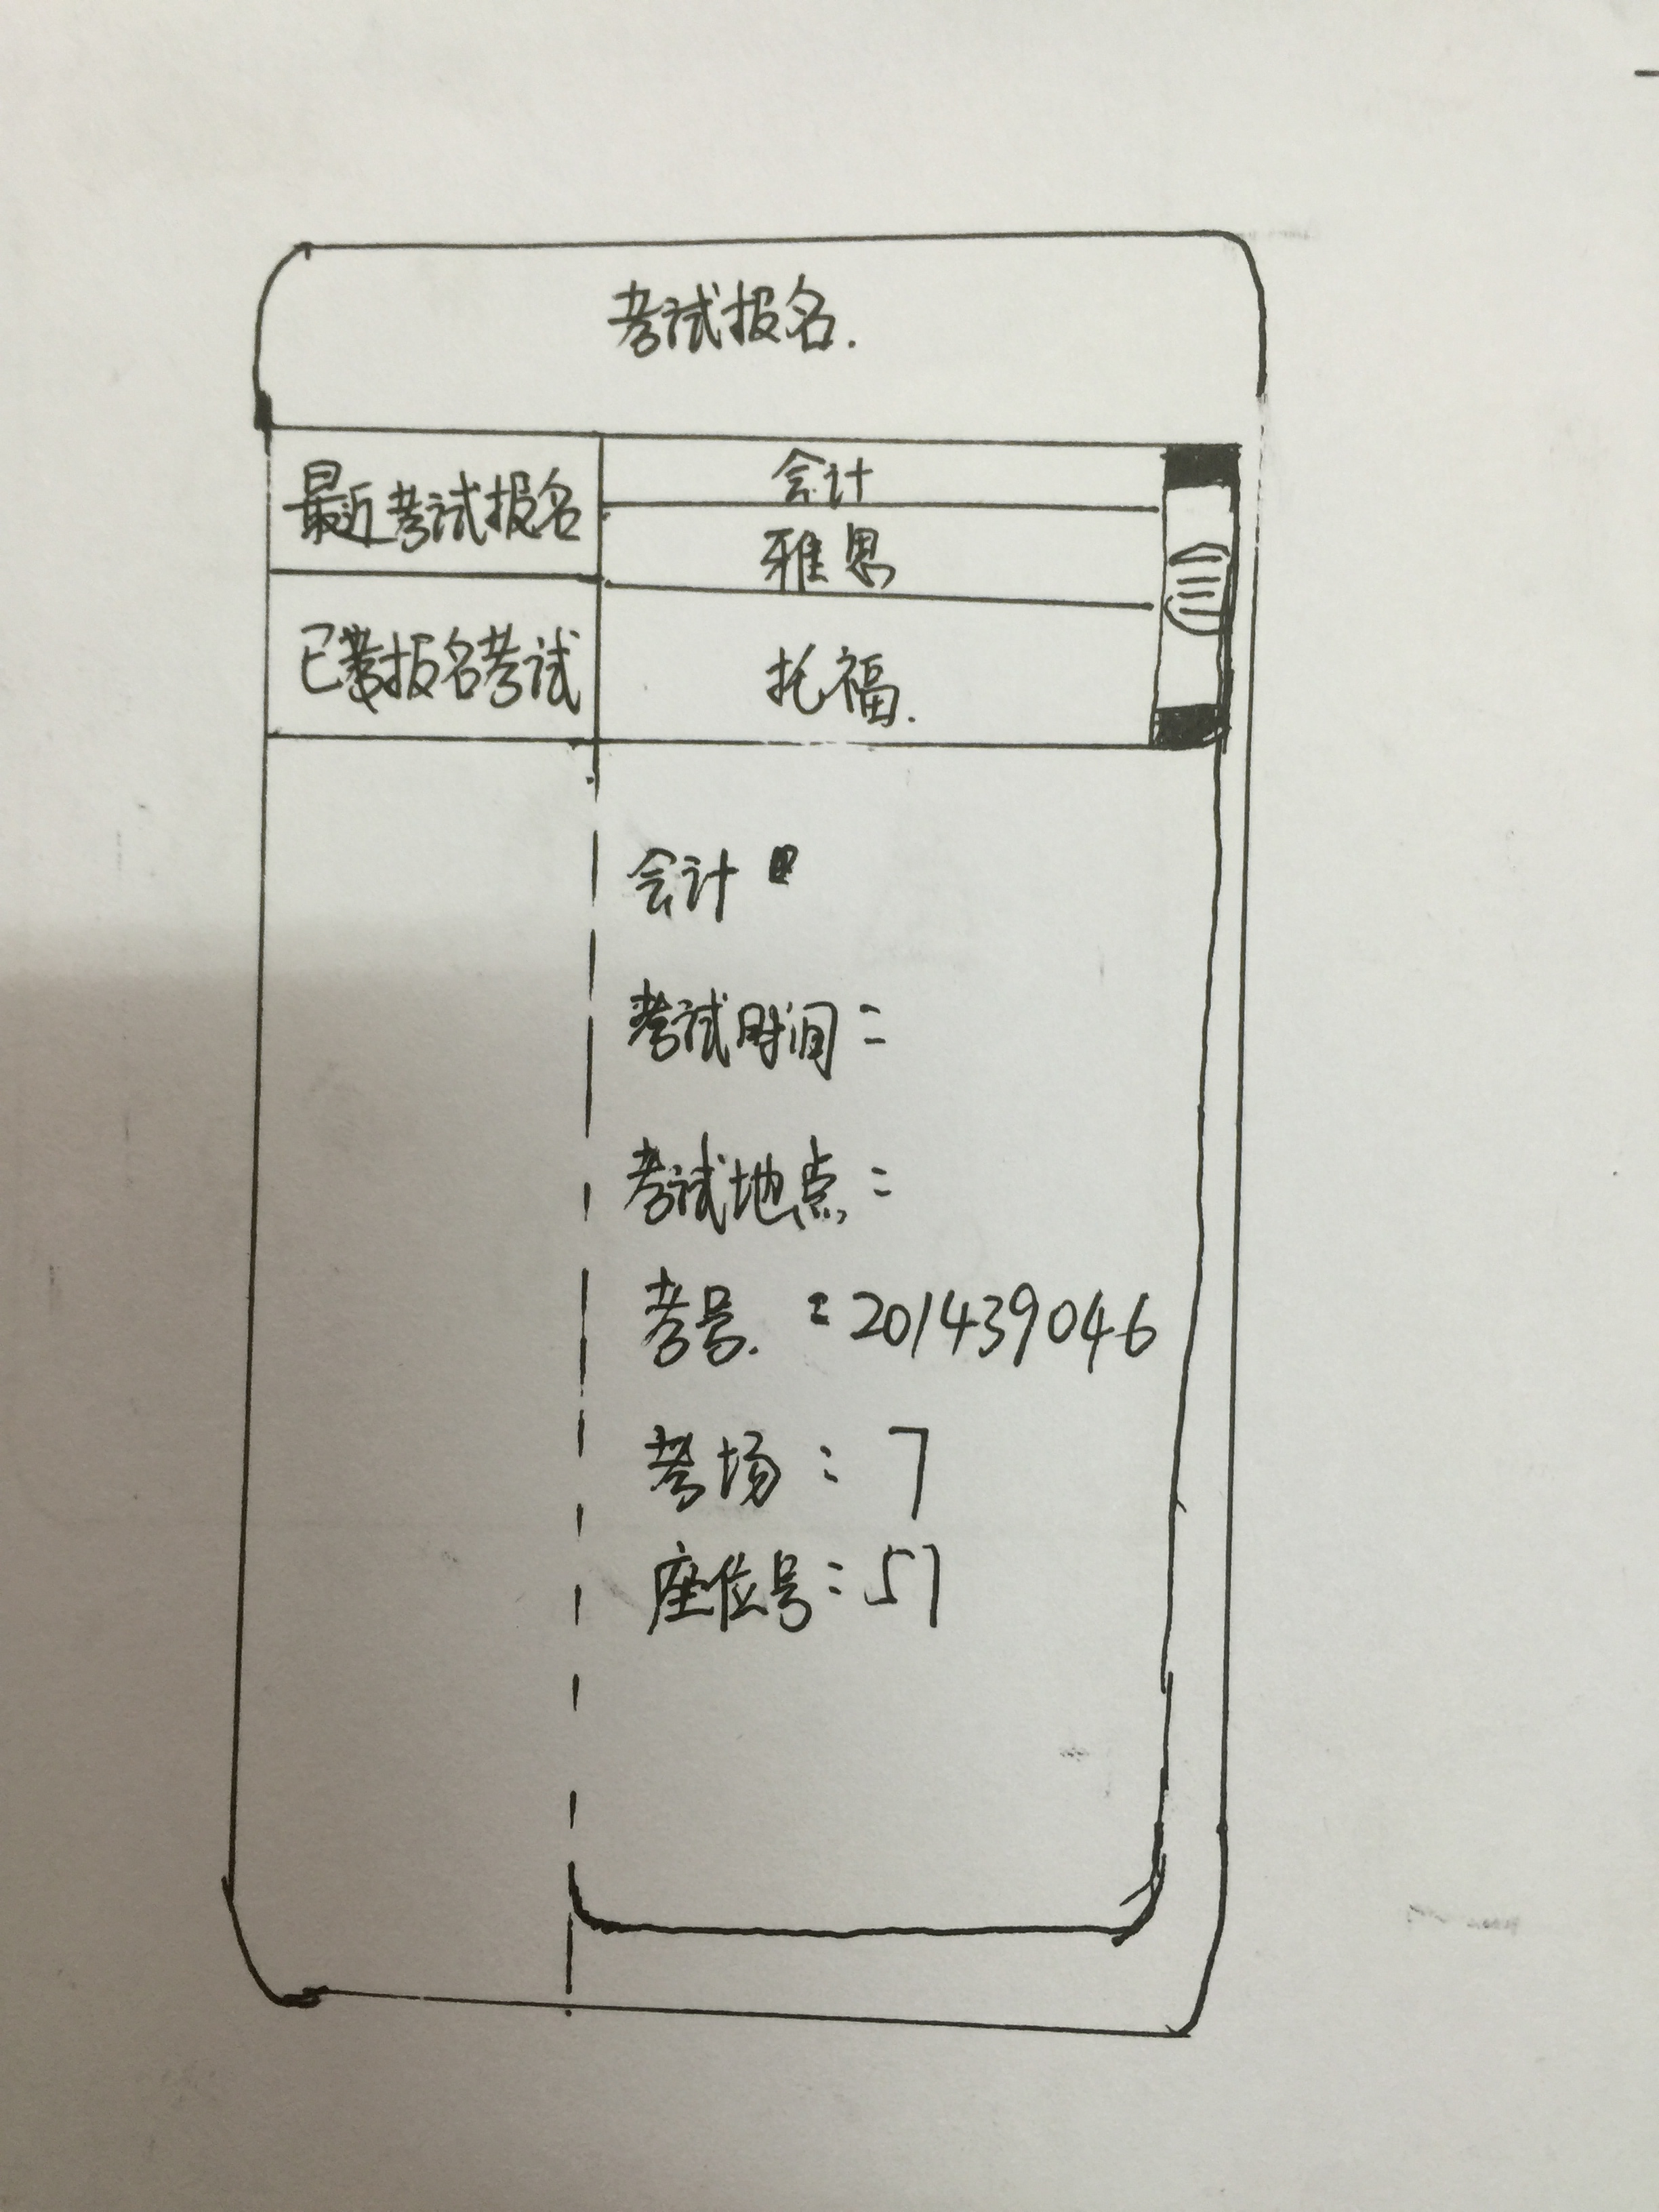 考试报名.
最近考试报名
会计
雅思
已报名考试
托福.
会计
考试时间:
考试地点:
考号. :201439046
考场: 7
座位号:57